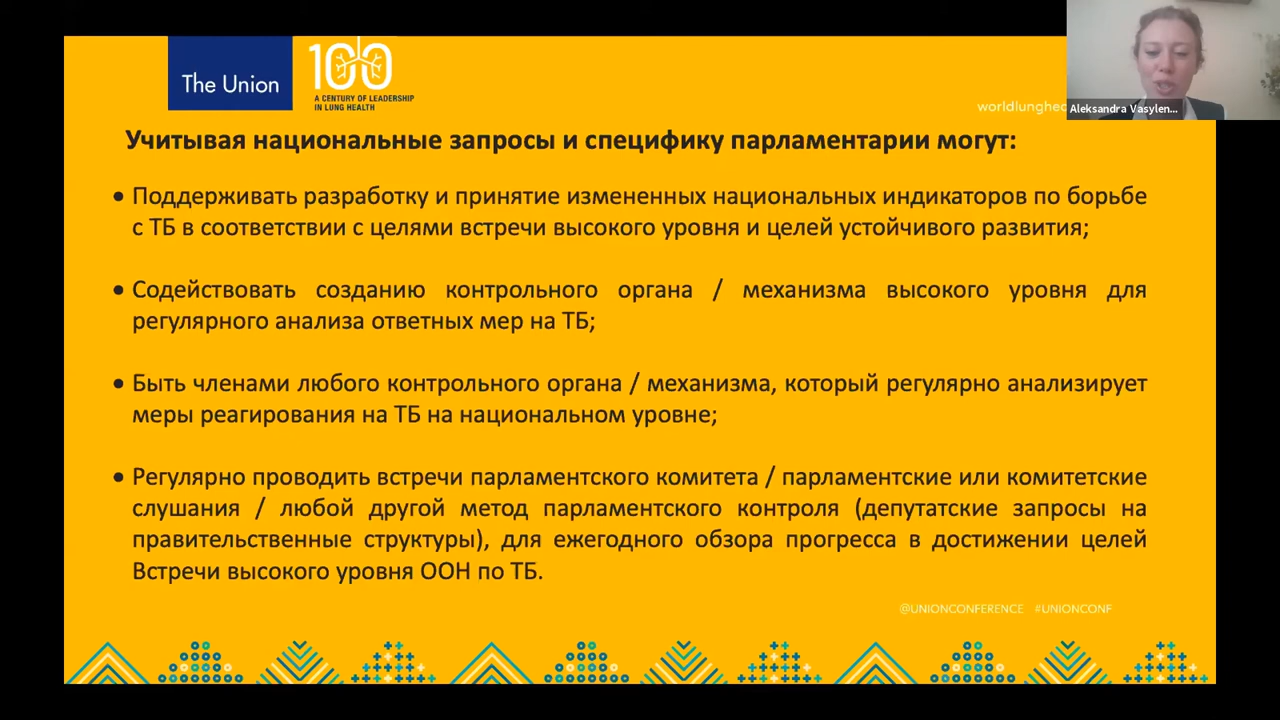 The Union
100
A CENTURY OF LEADERSHIP
IN LUNG HEALTH
Aleksandra Vasylen...
Учитывая национальные запросы и специфику парламентарии могут:
• Поддерживать разработку и принятие измененных национальных индикаторов по борьбе
с ТБ в соответствии с целями встречи высокого уровня и целей устойчивого развития;
• Содействовать созданию контрольного органа / механизма высокого уровня для
регулярного анализа ответных мер на ТБ;
• Быть членами любого контрольного органа / механизма, который регулярно анализирует
меры реагирования на ТБ на национальном уровне;
• Регулярно проводить встречи парламентского комитета / парламентские или комитетские
слушания / любой другой метод парламентского контроля (депутатские запросы на
правительственные структуры), для ежегодного обзора прогресса в достижении целей
Встречи высокого уровня ООН по ТБ.
@UNIONCONFERENCE #UNIONCONF